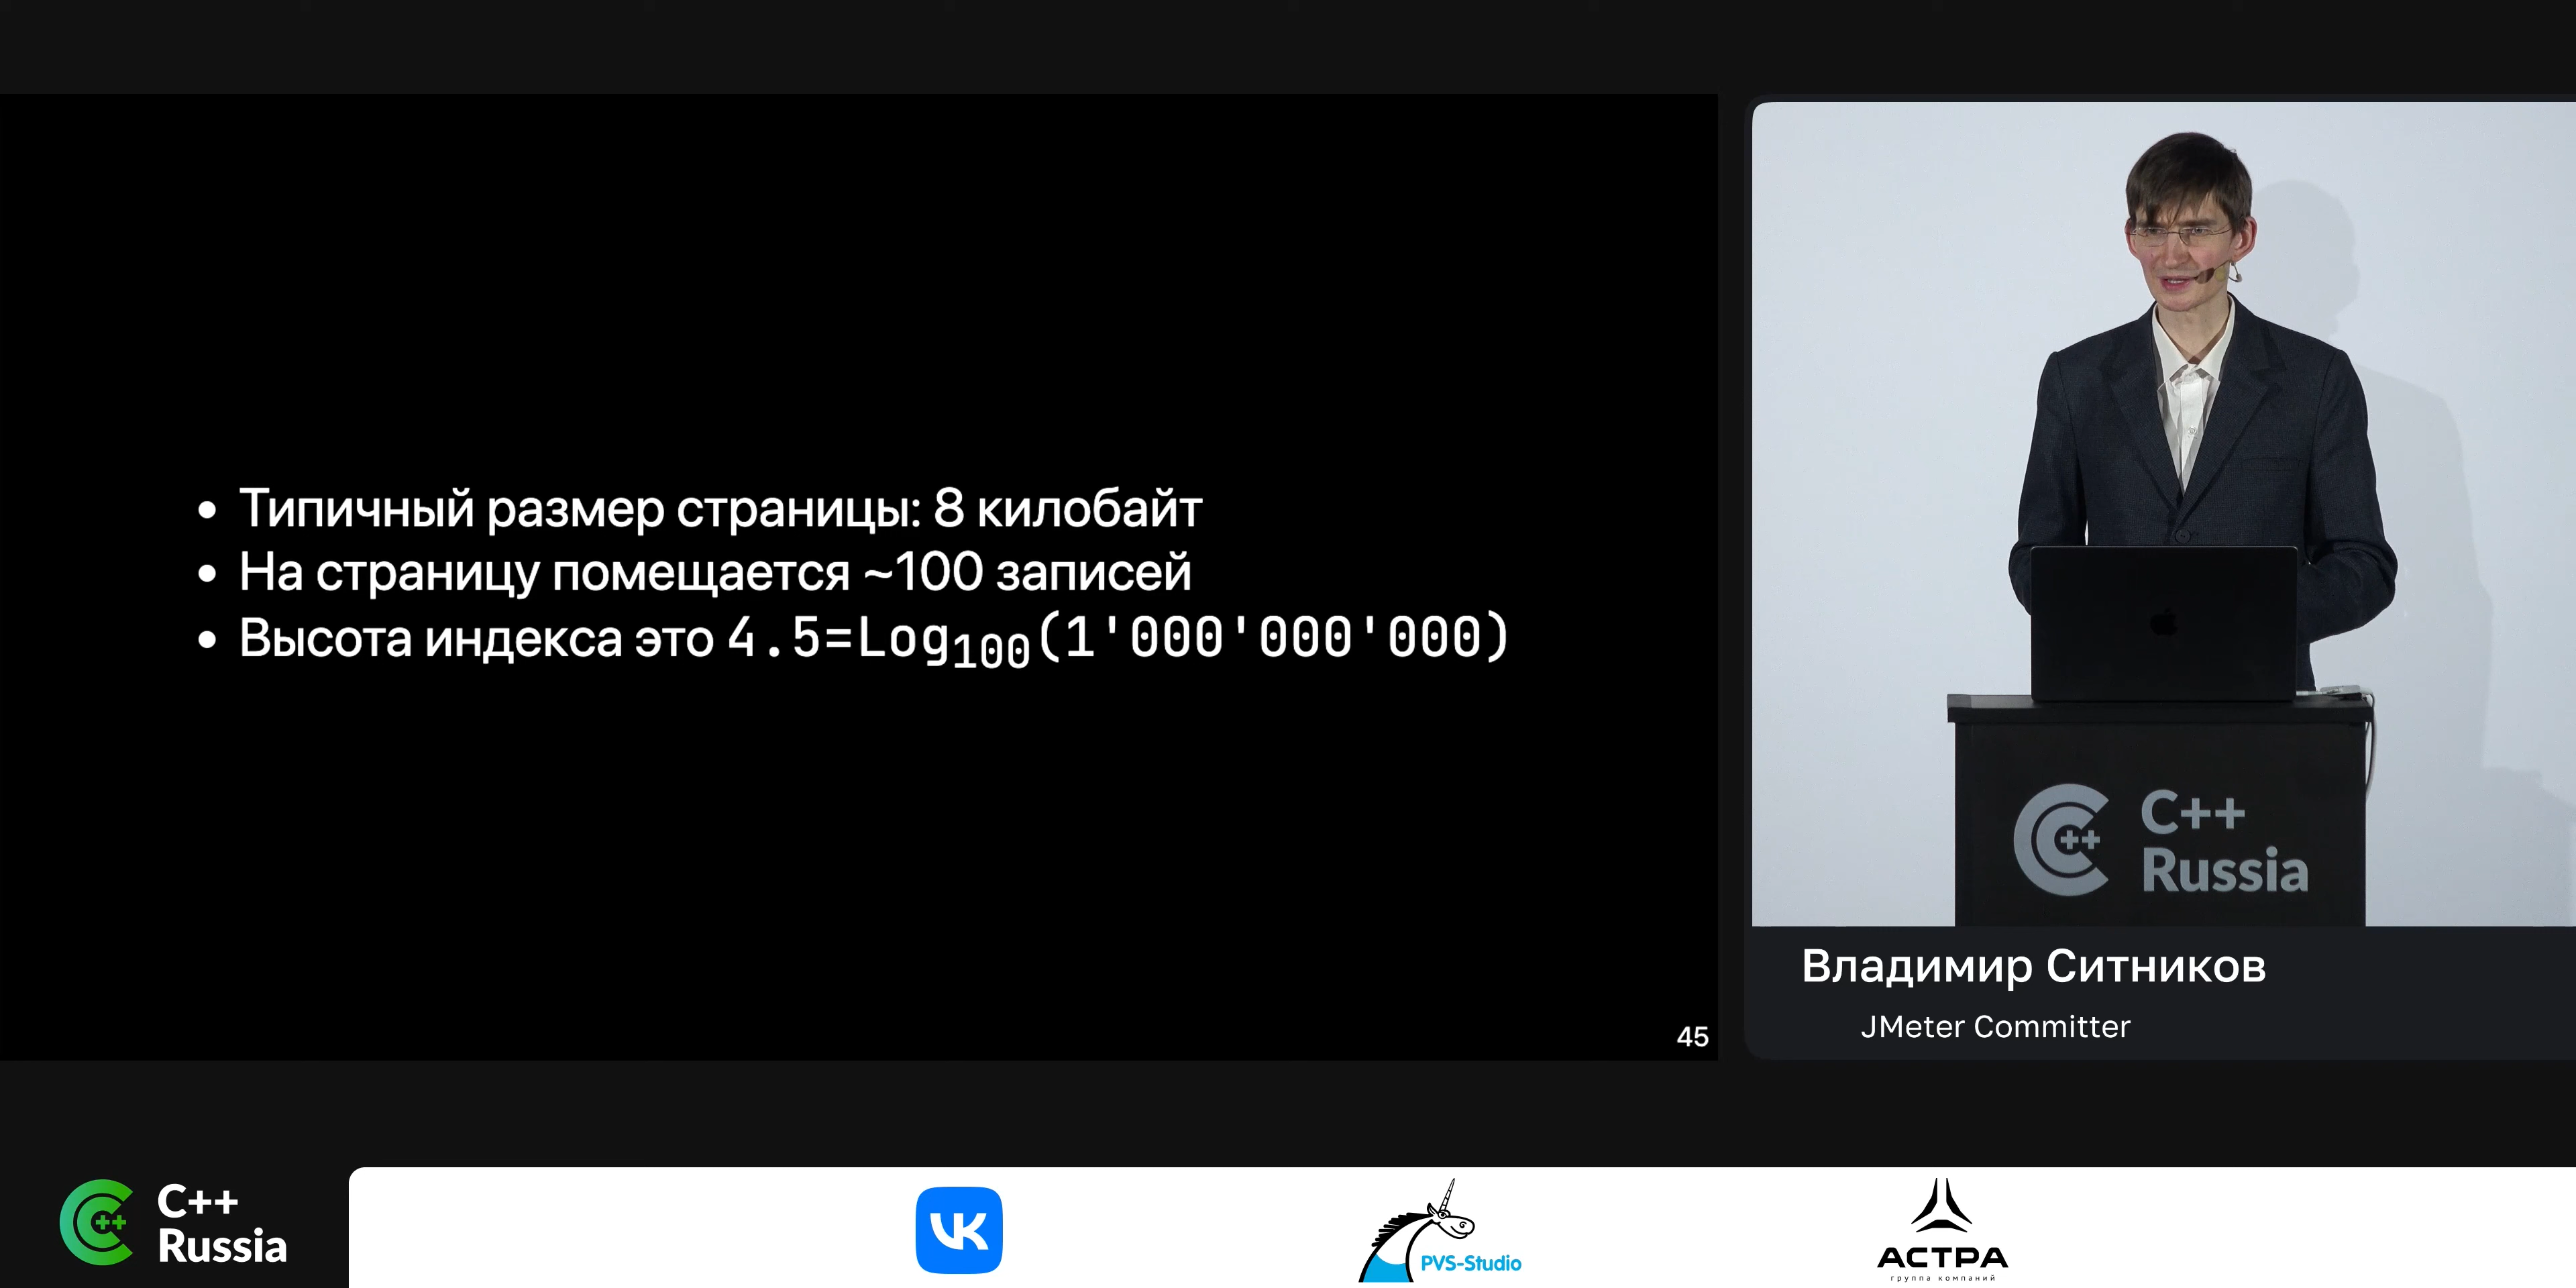 • Типичный размер страницы: 8 килобайт
• На страницу помещается ~100 записей
• Высота индекса это 4.5=Log₁₀₀(1'000'000'000)
45
C++
Russia
++
Владимир Ситников
JMeter Committer
++
C++
Russia
VK
PVS-Studio
АСТРА
группа компаний